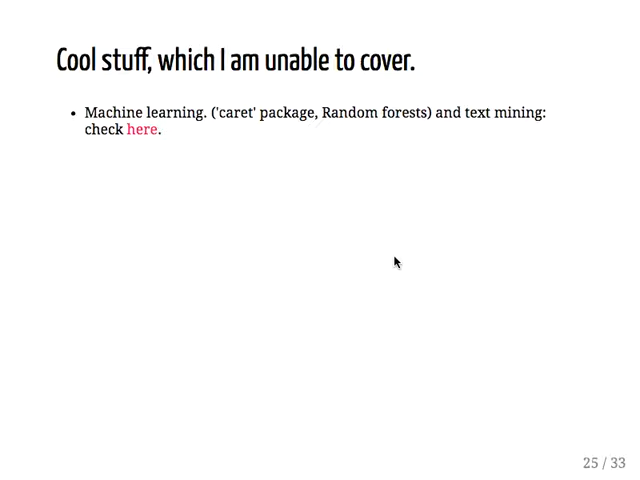 Cool stuff, which I am unable to cover.
• Machine learning. ('caret' package, Random forests) and text mining:
check here.
25 / 33